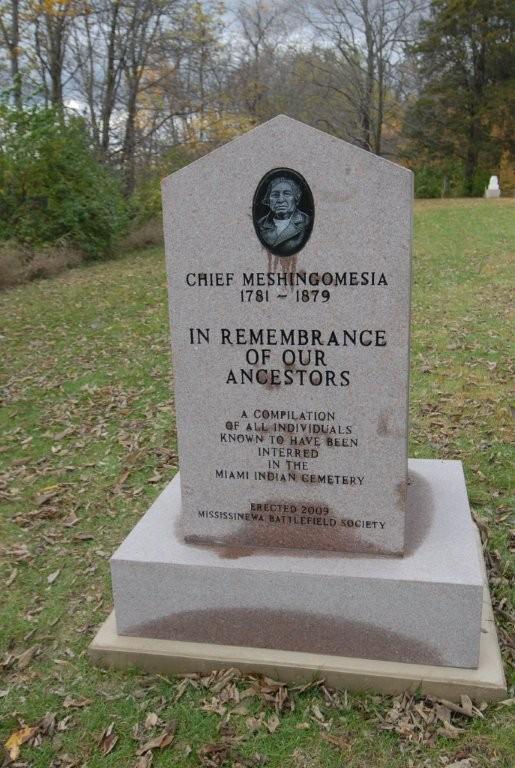 CHIEF MESHINGOMESIA
1781 ~ 1879
IN REMEMBRANCE
OF OUR
ANCESTORS
A COMPILATION
OF ALL INDIVIDUALS
KNOWN TO HAVE BEEN
INTERRED
IN THE
MIAMI INDIAN CEMETERY
ERECTED 2009
MISSISSINEWA BATTLEFIELD SOCIETY